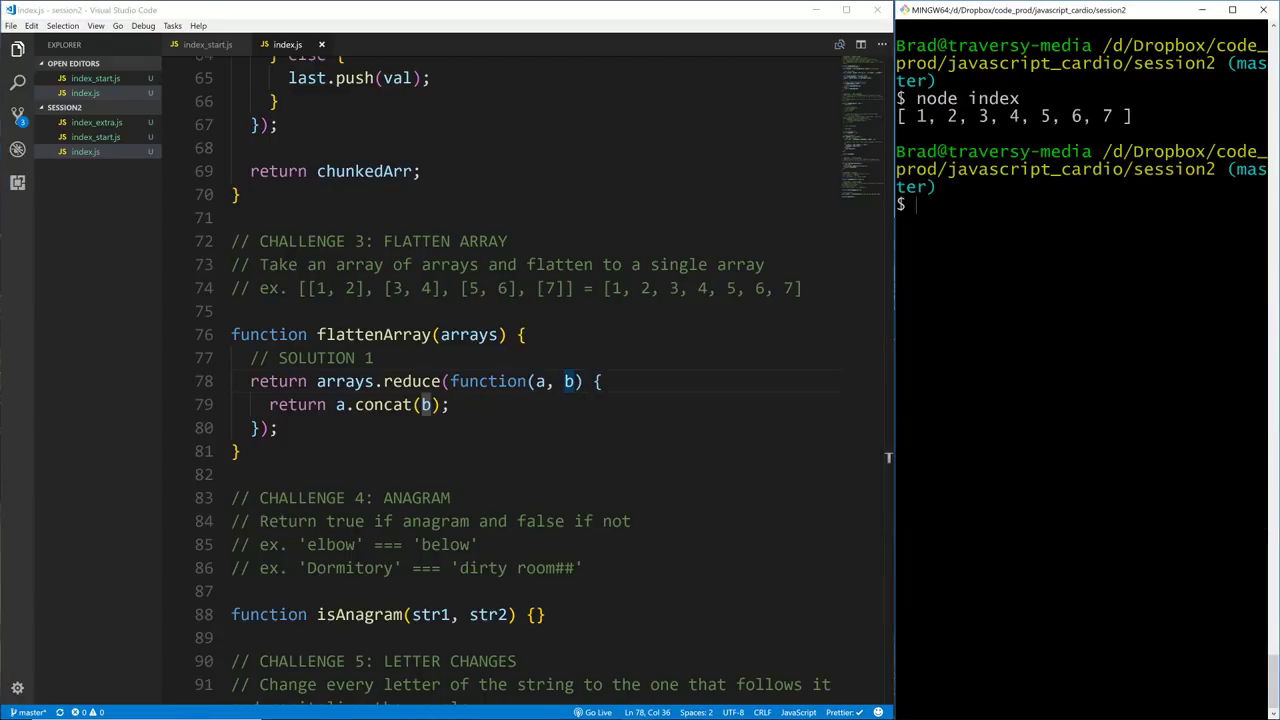 index.js - session2 - Visual Studio Code
File Edit Selection View Go Debug Tasks Help
EXPLORER
OPEN EDITORS
index_start.js U
index.js U
SESSION2
index_extra.js U
index_start.js U
index.js U
3
index_start.js index.js
65 last.push(val);
66 }
67 });
68
69 return chunkedArr;
70 }
71
72 // CHALLENGE 3: FLATTEN ARRAY
73 // Take an array of arrays and flatten to a single array
74 // ex. [[1, 2], [3, 4], [5, 6], [7]] = [1, 2, 3, 4, 5, 6, 7]
75
76 function flattenArray(arrays) {
77 // SOLUTION 1
78 return arrays.reduce(function(a, b) {
79 return a.concat(b);
80 });
81 }
82
83 // CHALLENGE 4: ANAGRAM
84 // Return true if anagram and false if not
85 // ex. 'elbow' === 'below'
86 // ex. 'Dormitory' === 'dirty room##'
87
88 function isAnagram(str1, str2) {}
89
90 // CHALLENGE 5: LETTER CHANGES
91 // Change every letter of the string to the one that follows it
master* 0 0 Go Live Ln 78, Col 36 Spaces: 2 UTF-8 CRLF JavaScript Prettier: ✓
MINGW64:/d/Dropbox/code_prod/javascript_cardio/session2
Brad@traversy-media /d/Dropbox/code_
prod/javascript_cardio/session2 (mas
ter)
$ node index
[ 1, 2, 3, 4, 5, 6, 7 ]
Brad@traversy-media /d/Dropbox/code_
prod/javascript_cardio/session2 (mas
ter)
$